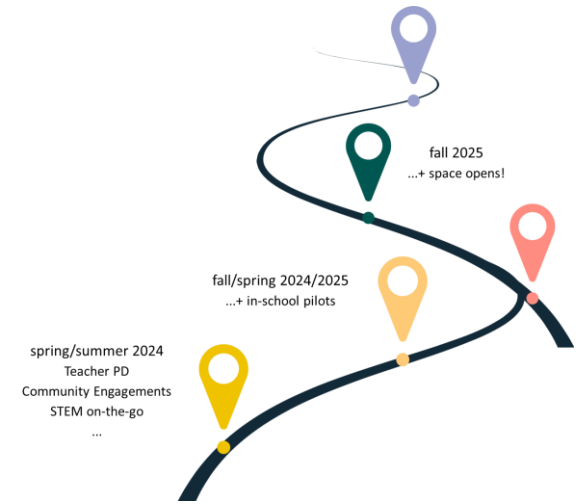 fall 2025
...+ space opens!
fall/spring 2024/2025
...+ in-school pilots
spring/summer 2024
Teacher PD
Community Engagements
STEM on-the-go
...